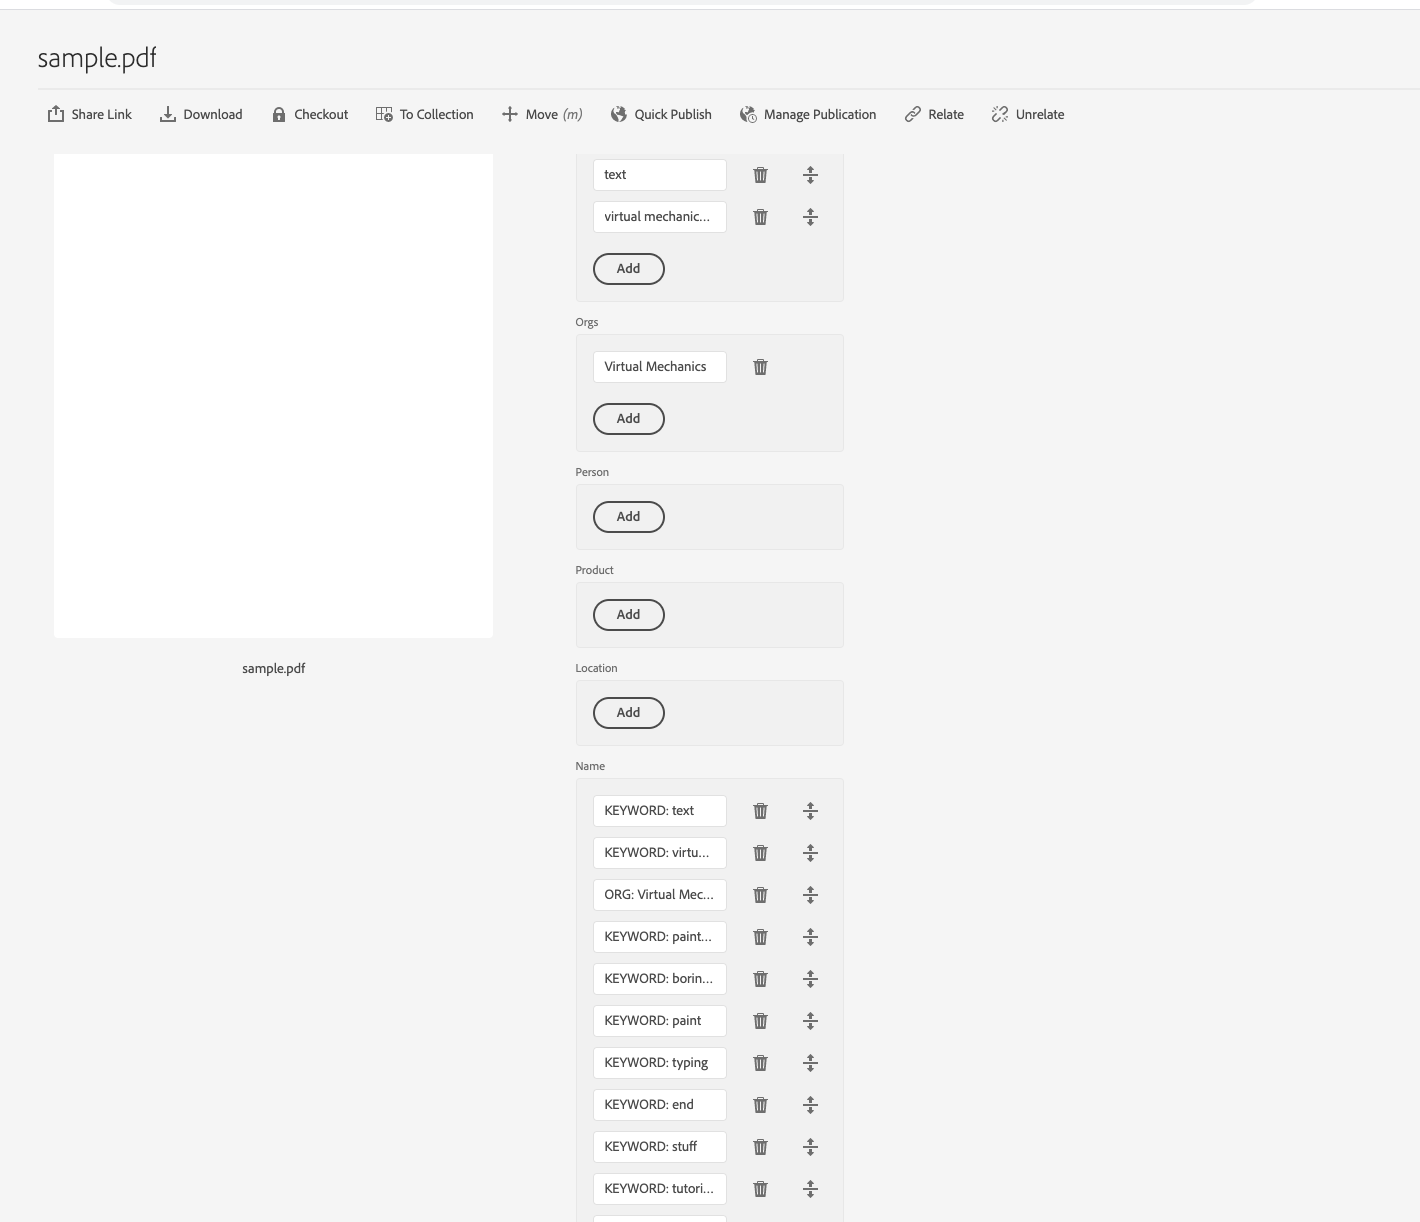 sample.pdf
Share Link Download Checkout To Collection Move (m) Quick Publish Manage Publication Relate Unrelate
text
virtual mechanic...
Add
Orgs
Virtual Mechanics
Add
Person
Add
Product
Add
Location
Add
sample.pdf
Name
KEYWORD: text
KEYWORD: virtu...
ORG: Virtual Mec...
KEYWORD: paint...
KEYWORD: borin...
KEYWORD: paint
KEYWORD: typing
KEYWORD: end
KEYWORD: stuff
KEYWORD: tutori...